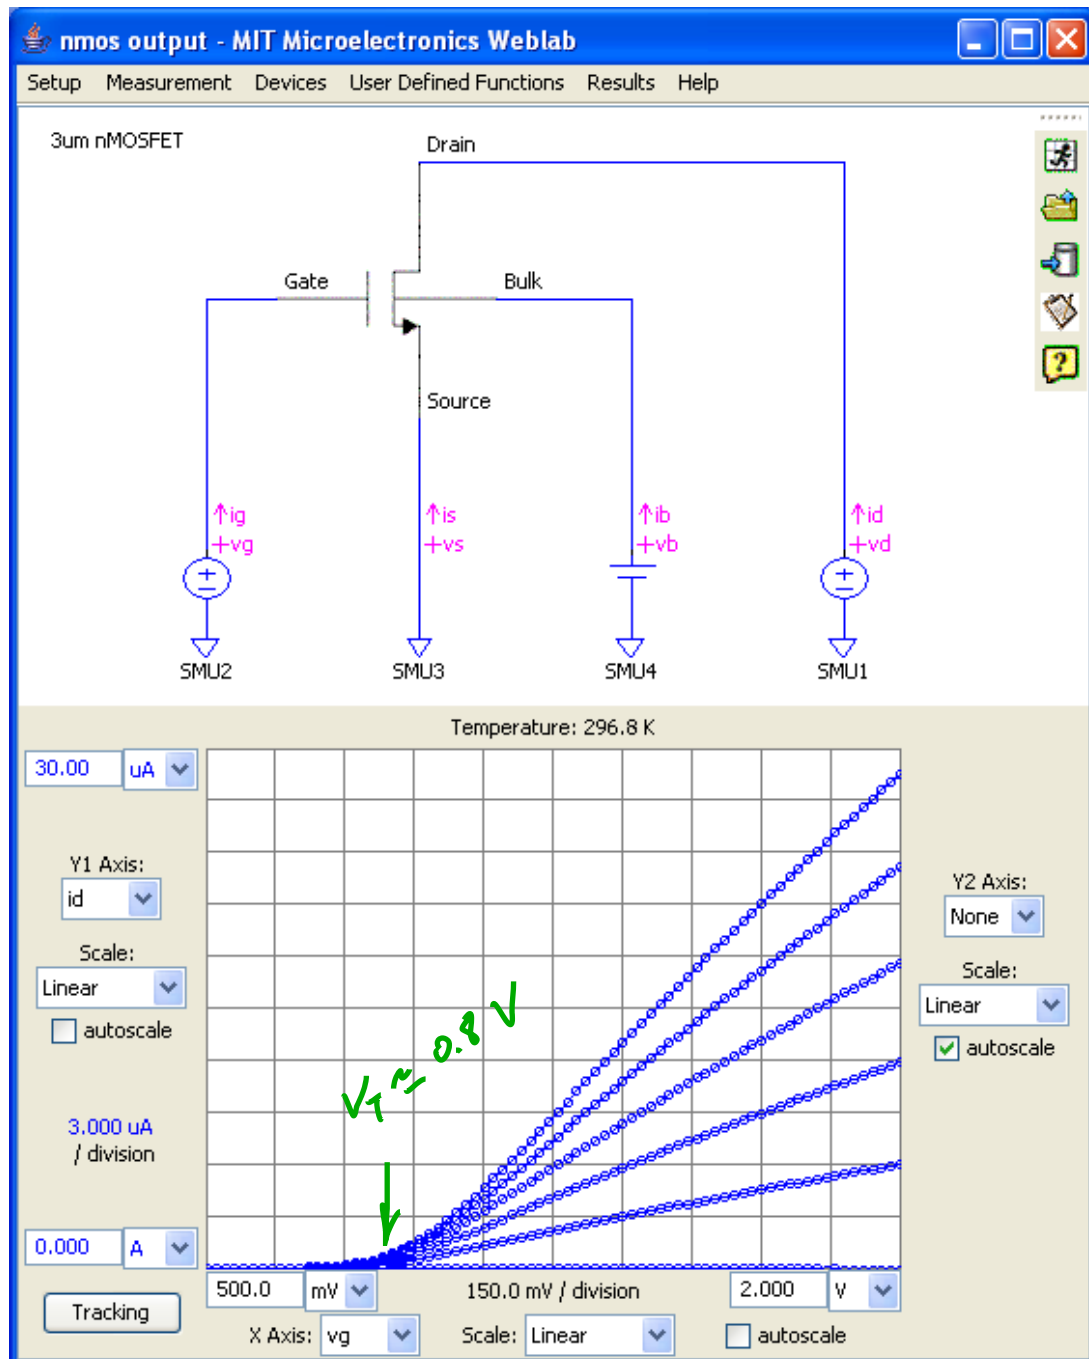 nmos output - MIT Microelectronics Weblab
Setup Measurement Devices User Defined Functions Results Help
3um nMOSFET
Drain
Gate
Bulk
Source
↑ig
+vg
↑is
+vs
↑ib
+vb
↑id
+vd
SMU2
SMU3
SMU4
SMU1
Temperature: 296.8 K
30.00 uA
Y1 Axis:
id
Scale:
Linear
autoscale
3.000 uA
/ division
0.000 A
Tracking
V_T ≃ 0.8 V
500.0 mV
150.0 mV / division
2.000 V
X Axis: vg
Scale: Linear
autoscale
Y2 Axis:
None
Scale:
Linear
autoscale